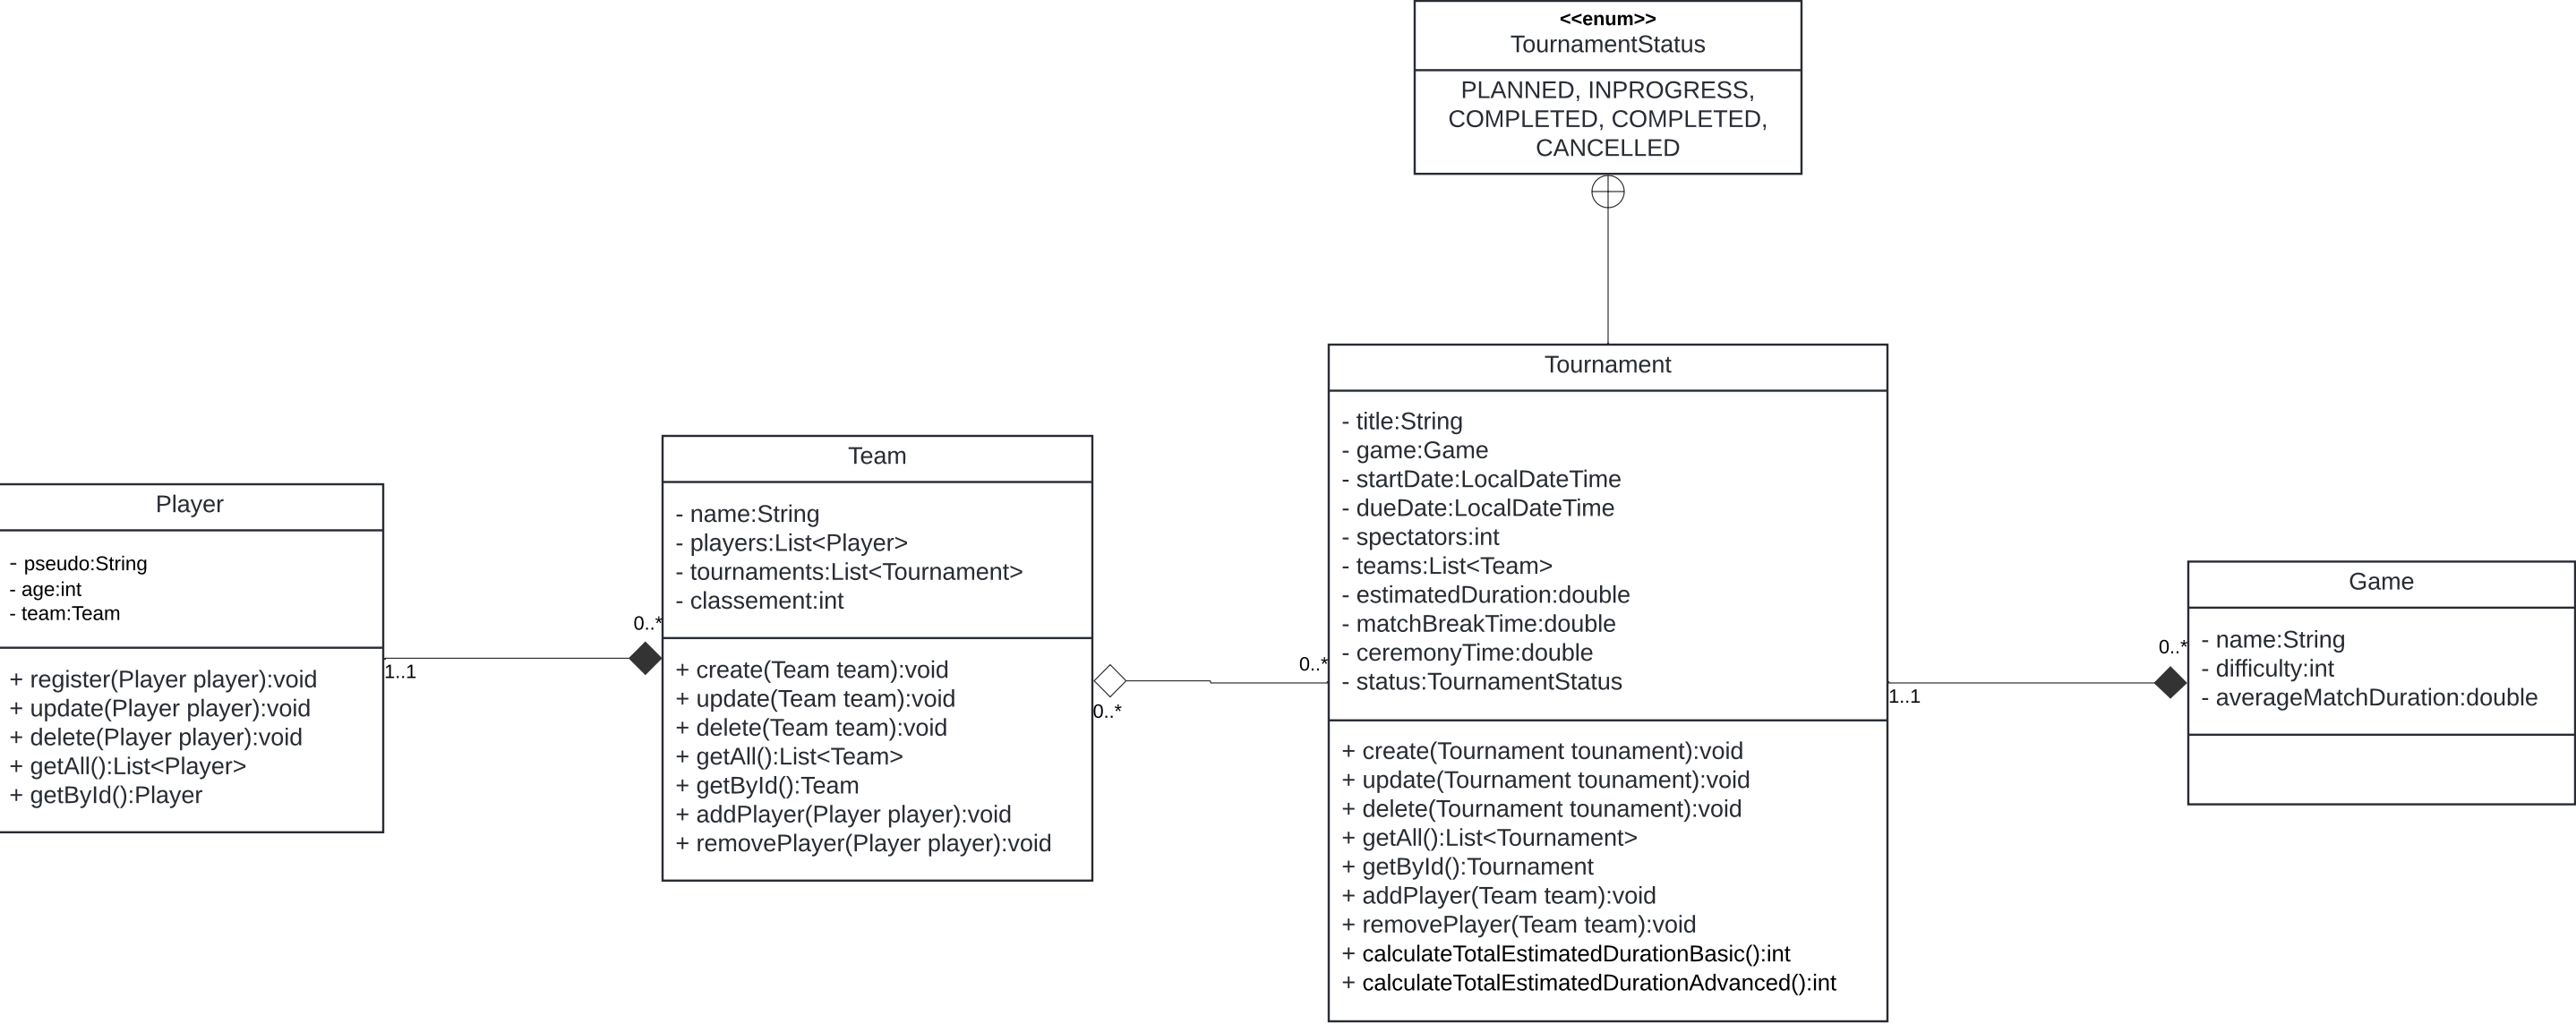 <<enum>>
TournamentStatus
PLANNED, INPROGRESS,
COMPLETED, COMPLETED,
CANCELLED
Player
- pseudo:String
- age:int
- team:Team
+ register(Player player):void
+ update(Player player):void
+ delete(Player player):void
+ getAll():List<Player>
+ getById():Player
1..1
0..*
Team
- name:String
- players:List<Player>
- tournaments:List<Tournament>
- classement:int
+ create(Team team):void
+ update(Team team):void
+ delete(Team team):void
+ getAll():List<Team>
+ getById():Team
+ addPlayer(Player player):void
+ removePlayer(Player player):void
0..*
0..*
Tournament
- title:String
- game:Game
- startDate:LocalDateTime
- dueDate:LocalDateTime
- spectators:int
- teams:List<Team>
- estimatedDuration:double
- matchBreakTime:double
- ceremonyTime:double
- status:TournamentStatus
+ create(Tournament tounament):void
+ update(Tournament tounament):void
+ delete(Tournament tounament):void
+ getAll():List<Tournament>
+ getById():Tournament
+ addPlayer(Team team):void
+ removePlayer(Team team):void
+ calculateTotalEstimatedDurationBasic():int
+ calculateTotalEstimatedDurationAdvanced():int
1..1
0..*
Game
- name:String
- difficulty:int
- averageMatchDuration:double